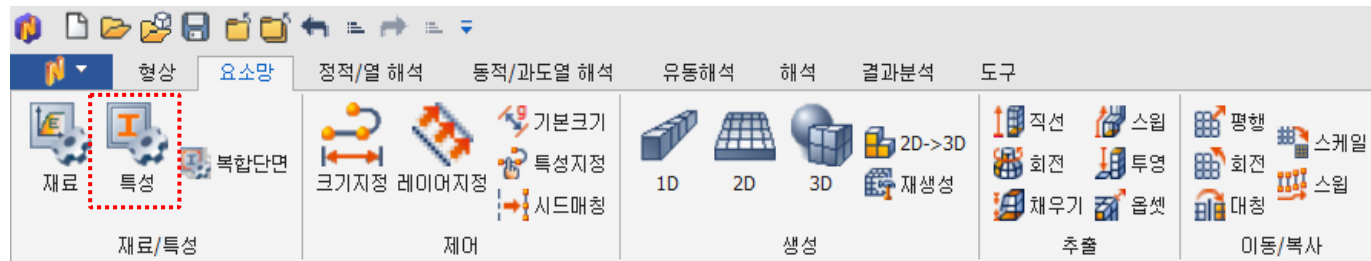 형상 요소망 정적/열 해석 동적/과도열 해석 유동해석 해석 결과분석 도구
재료 특성 복합단면
재료/특성
크기지정 레이어지정 기본크기
특성지정
시드매칭
제어
1D 2D 3D 2D->3D
재생성
생성
직선 스윕
회전 투영
채우기 옵셋
추출
평행 스케일
회전 스윕
대칭
이동/복사